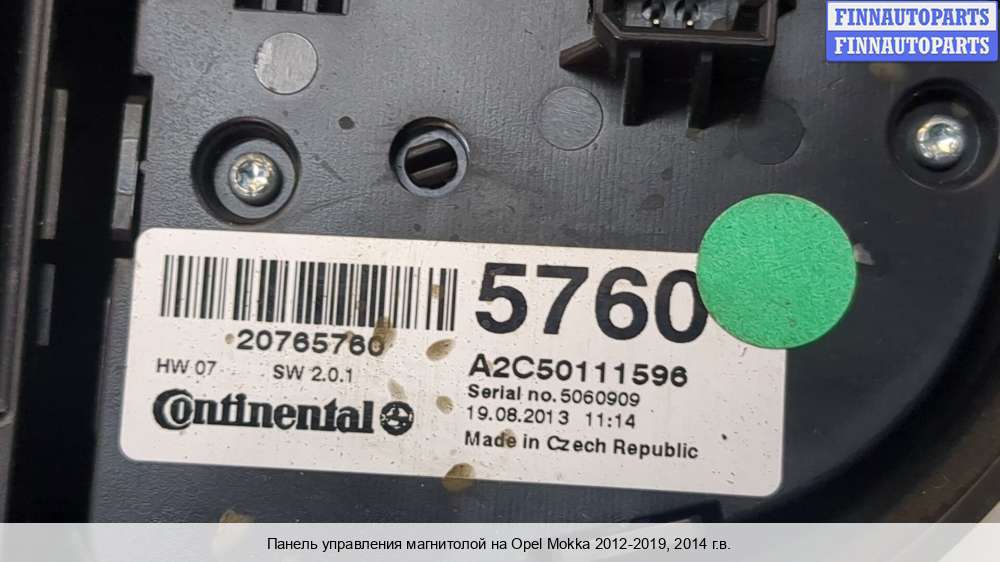 FINNAUTOPARTS
FINNAUTOPARTS
5760
20765760
A2C50111596
HW 07 SW 2.0.1
Serial no. 5060909
Continental
19.08.2013 11:14
Made in Czech Republic
Панель управления магнитолой на Opel Mokka 2012-2019, 2014 г.в.